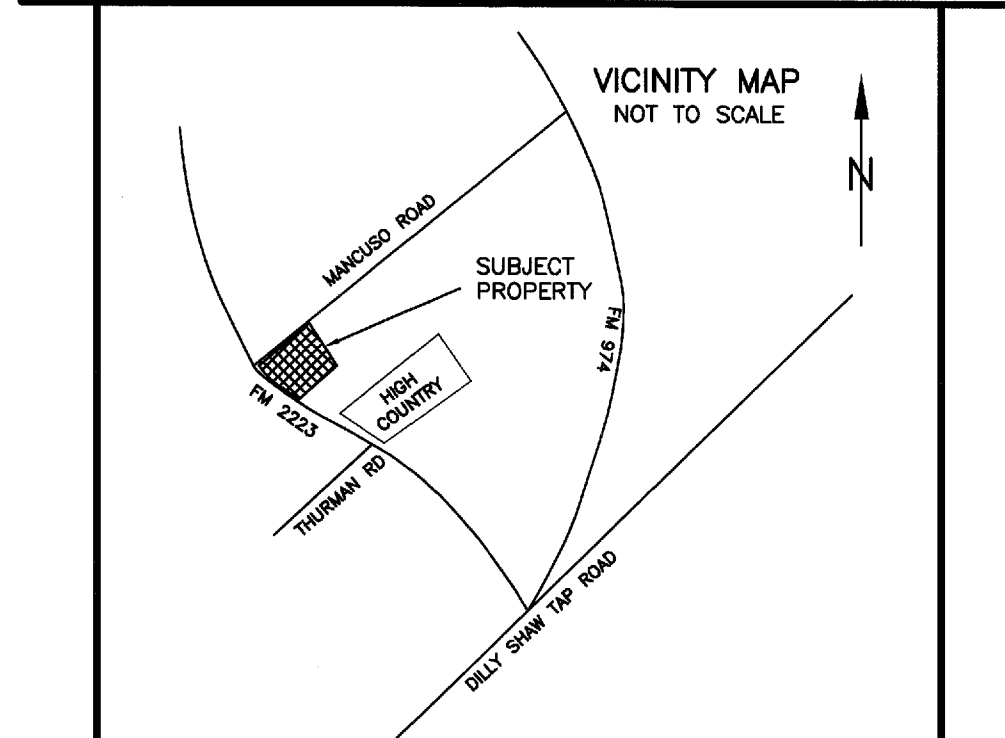 VICINITY MAP
NOT TO SCALE
N
MANCUSO ROAD
SUBJECT
PROPERTY
FM 974
HIGH
COUNTRY
FM 2223
THURMAN RD
DILLY SHAW TAP ROAD